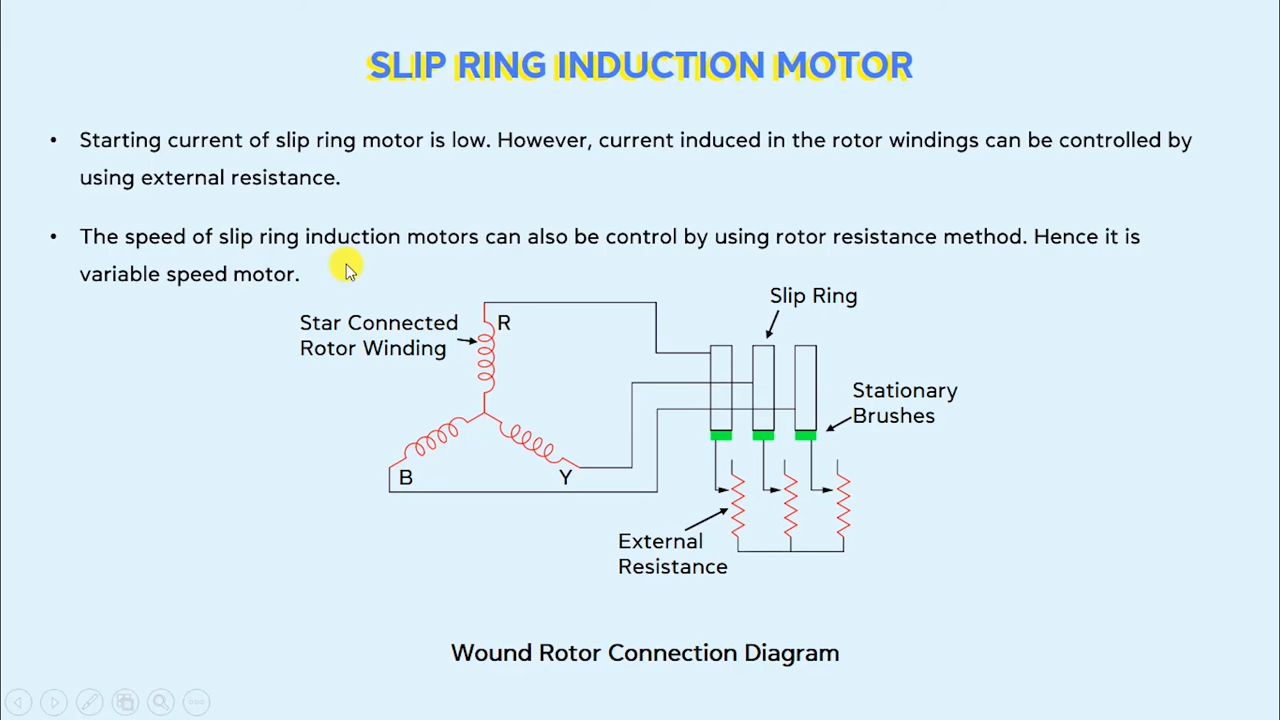 SLIP RING INDUCTION MOTOR
• Starting current of slip ring motor is low. However, current induced in the rotor windings can be controlled by
using external resistance.
• The speed of slip ring induction motors can also be control by using rotor resistance method. Hence it is
variable speed motor.
Slip Ring
Star Connected
Rotor Winding
R
Stationary
Brushes
B
Y
External
Resistance
Wound Rotor Connection Diagram